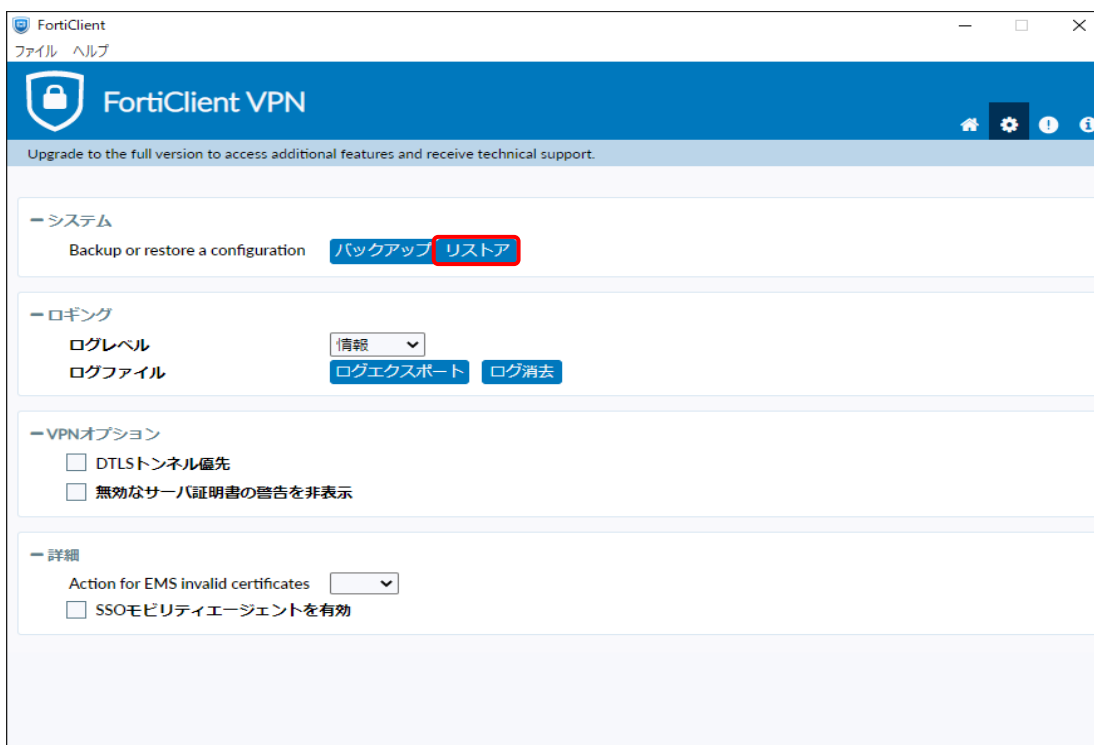 FortiClient
ファイル ヘルプ
FortiClient VPN
Upgrade to the full version to access additional features and receive technical support.
システム
Backup or restore a configuration バックアップ リストア
ロギング
ログレベル 情報
ログファイル ログエクスポート ログ消去
VPNオプション
DTLSトンネル優先
無効なサーバ証明書の警告を非表示
詳細
Action for EMS invalid certificates
SSOモビリティエージェントを有効